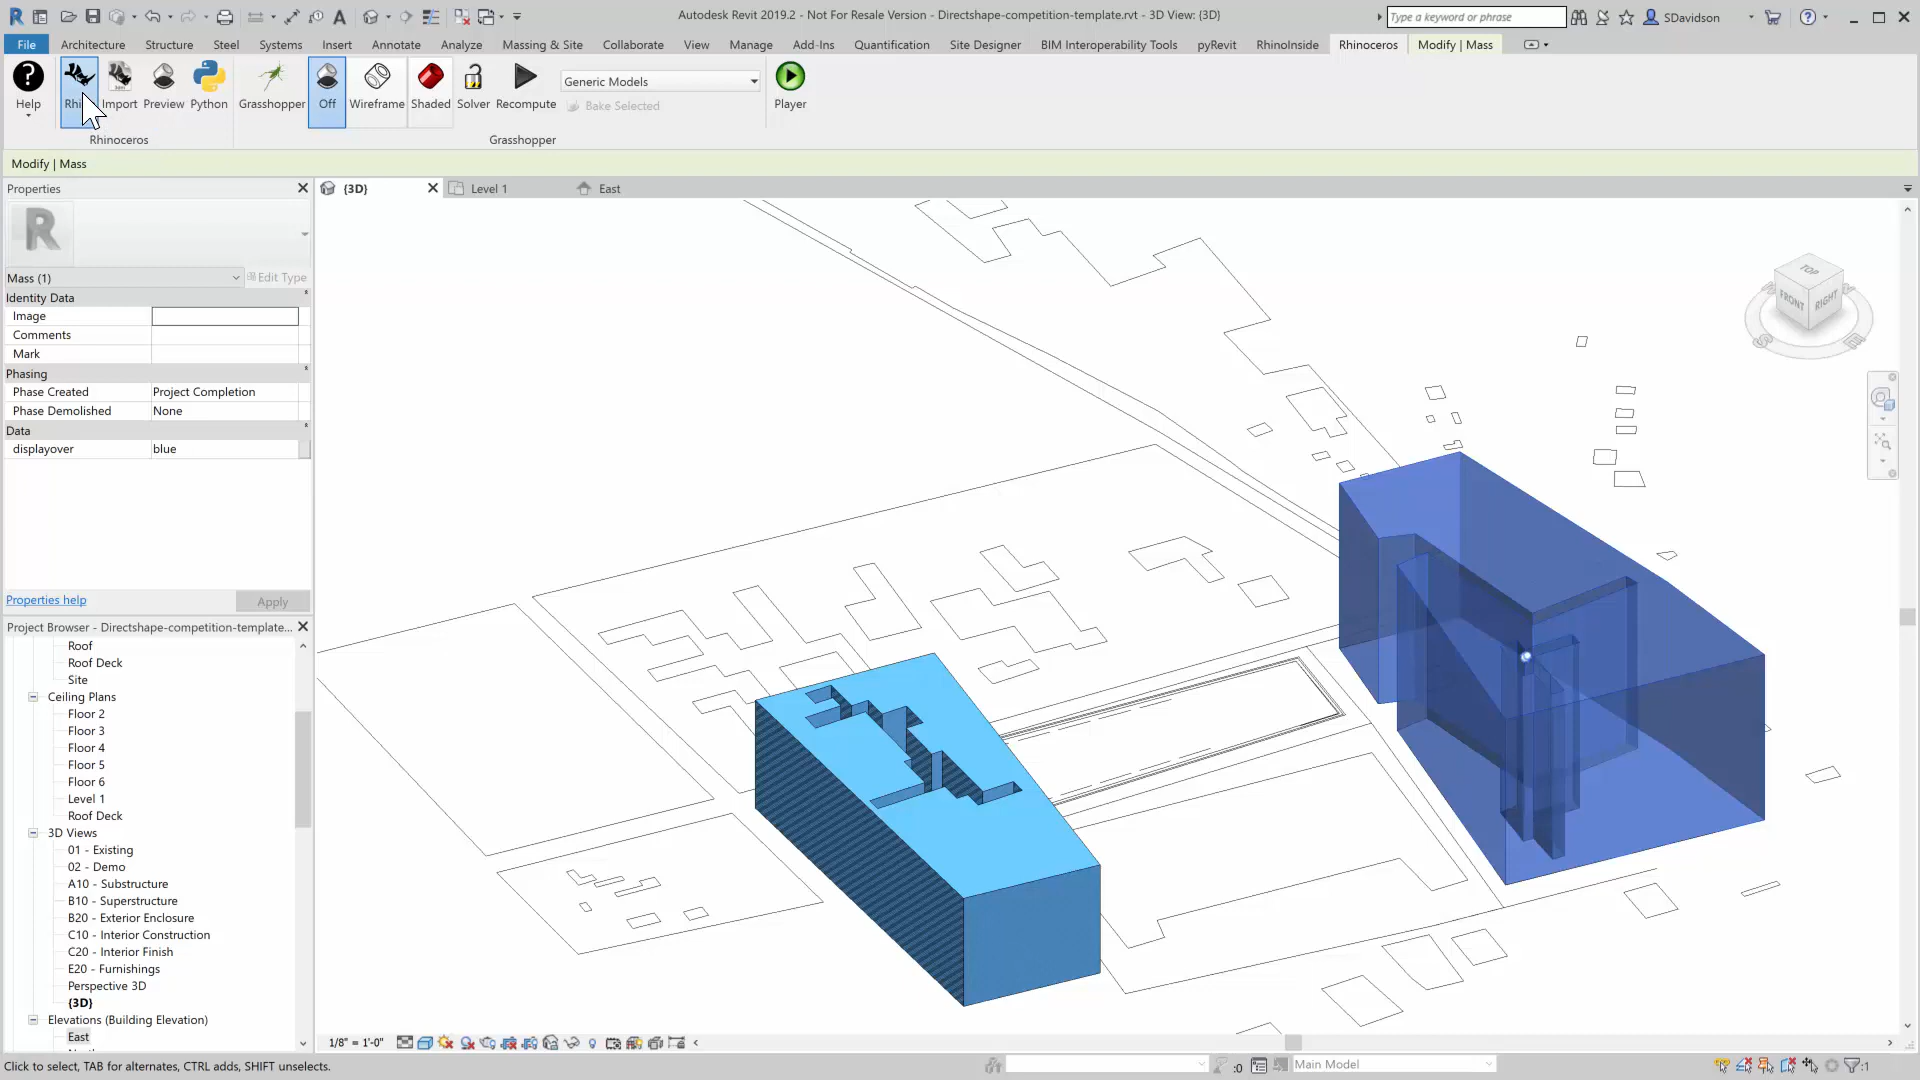 Autodesk Revit 2019.2 - Not For Resale Version - Directshape-competition-template.rvt - 3D View: {3D}
Type a keyword or phrase
SDavidson
File Architecture Structure Steel Systems Insert Annotate Analyze Massing & Site Collaborate View Manage Add-Ins Quantification Site Designer BIM Interoperability Tools pyRevit RhinoInside Rhinoceros Modify | Mass
Generic Models
Help Import Preview Python Grasshopper Off Wireframe Shaded Solver Recompute Bake Selected Player
Rhinoceros Grasshopper
Modify | Mass
Properties
{3D} Level 1 East
R
Mass (1) Edit Type
Identity Data
Image
Comments
Mark
Phasing
Phase Created Project Completion
Phase Demolished None
Data
displayover blue
Properties help Apply
Project Browser - Directshape-competition-template...
Roof
Roof Deck
Site
Ceiling Plans
Floor 2
Floor 3
Floor 4
Floor 5
Floor 6
Level 1
Roof Deck
3D Views
01 - Existing
02 - Demo
A10 - Substructure
B10 - Superstructure
B20 - Exterior Enclosure
C10 - Interior Construction
C20 - Interior Finish
E20 - Furnishings
Perspective 3D
{3D}
Elevations (Building Elevation)
East
TOP
FRONT
RIGHT
S
E
1/8" = 1'-0"
Click to select, TAB for alternates, CTRL adds, SHIFT unselects.
:0
Main Model
:1